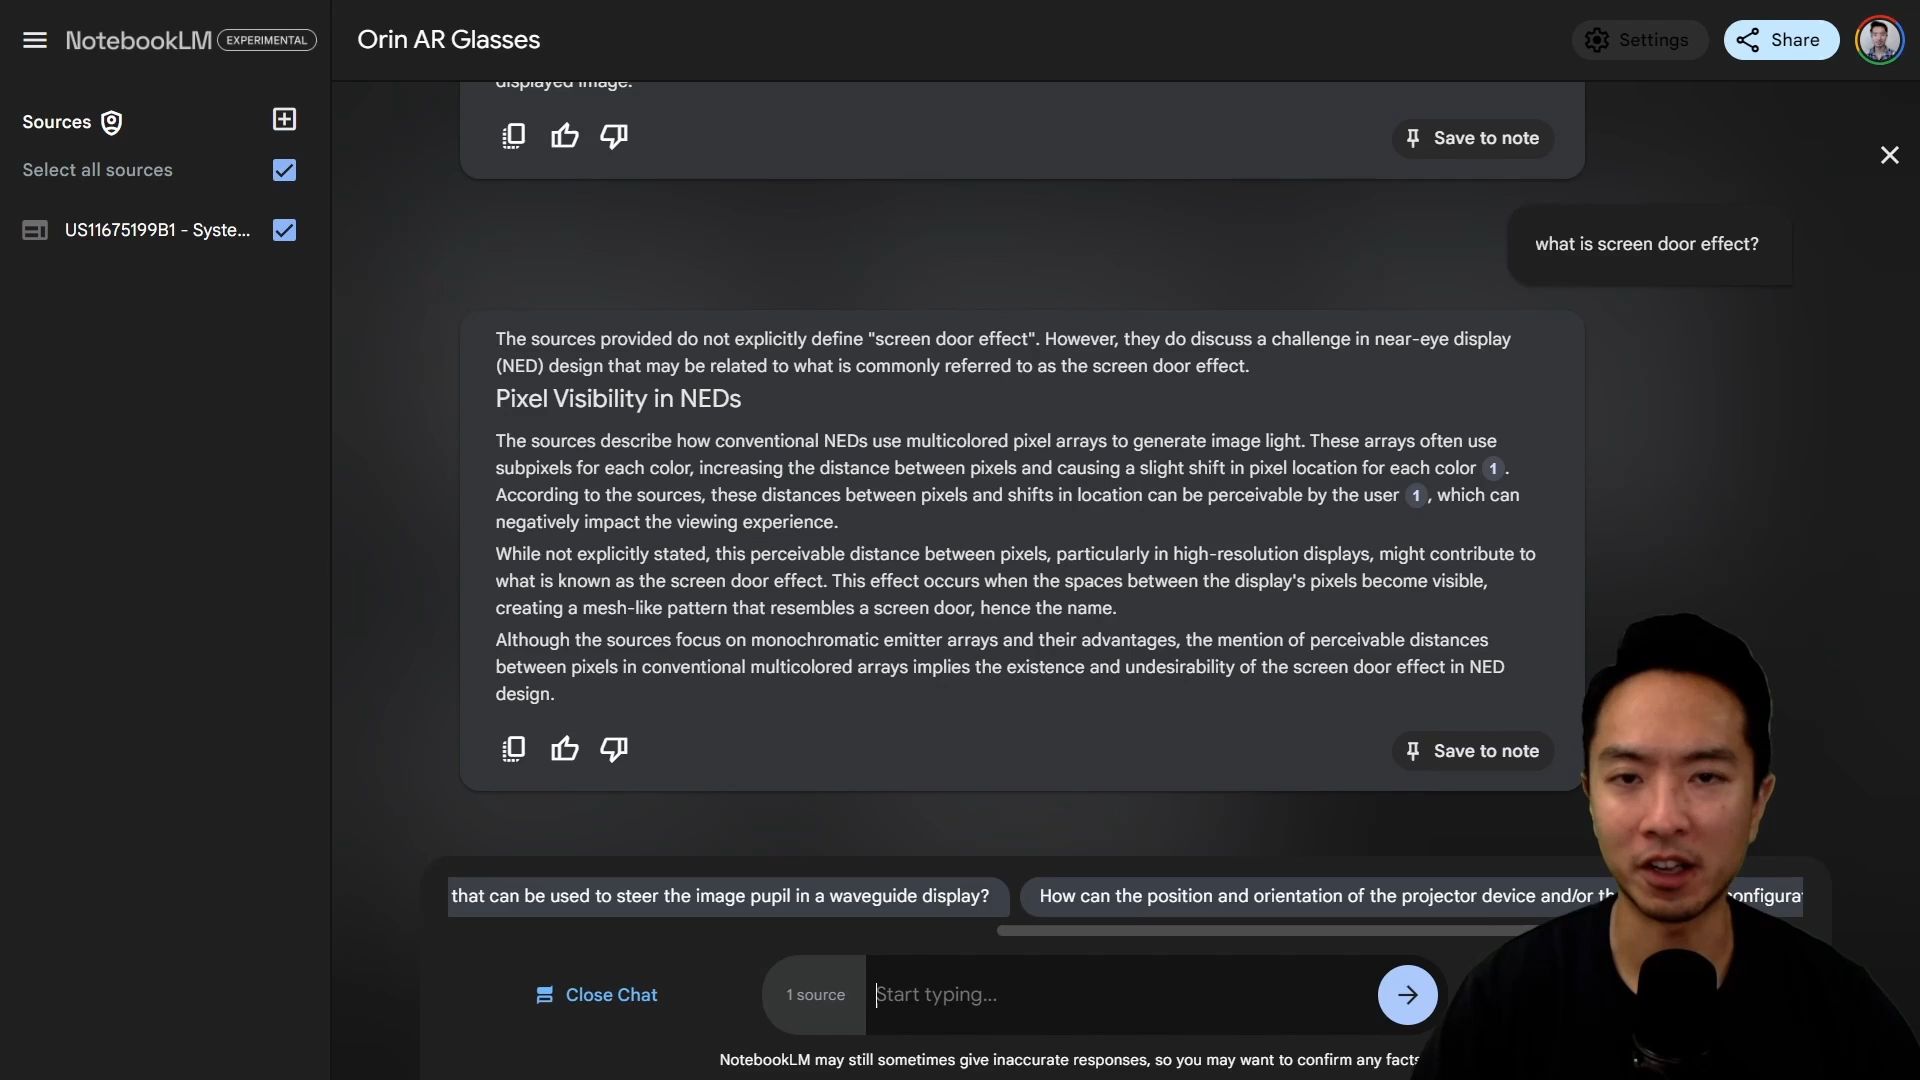 NotebookLM EXPERIMENTAL
Orin AR Glasses
Settings
Share
Sources
Select all sources
US11675199B1 - Syste...
displayed image.
Save to note
what is screen door effect?
The sources provided do not explicitly define "screen door effect". However, they do discuss a challenge in near-eye display
(NED) design that may be related to what is commonly referred to as the screen door effect.
Pixel Visibility in NEDs
The sources describe how conventional NEDs use multicolored pixel arrays to generate image light. These arrays often use
subpixels for each color, increasing the distance between pixels and causing a slight shift in pixel location for each color 1 .
According to the sources, these distances between pixels and shifts in location can be perceivable by the user 1 , which can
negatively impact the viewing experience.
While not explicitly stated, this perceivable distance between pixels, particularly in high-resolution displays, might contribute to
what is known as the screen door effect. This effect occurs when the spaces between the display's pixels become visible,
creating a mesh-like pattern that resembles a screen door, hence the name.
Although the sources focus on monochromatic emitter arrays and their advantages, the mention of perceivable distances
between pixels in conventional multicolored arrays implies the existence and undesirability of the screen door effect in NED
design.
Save to note
that can be used to steer the image pupil in a waveguide display?
How can the position and orientation of the projector device and/or
Close Chat
1 source
Start typing...
NotebookLM may still sometimes give inaccurate responses, so you may want to confirm any facts